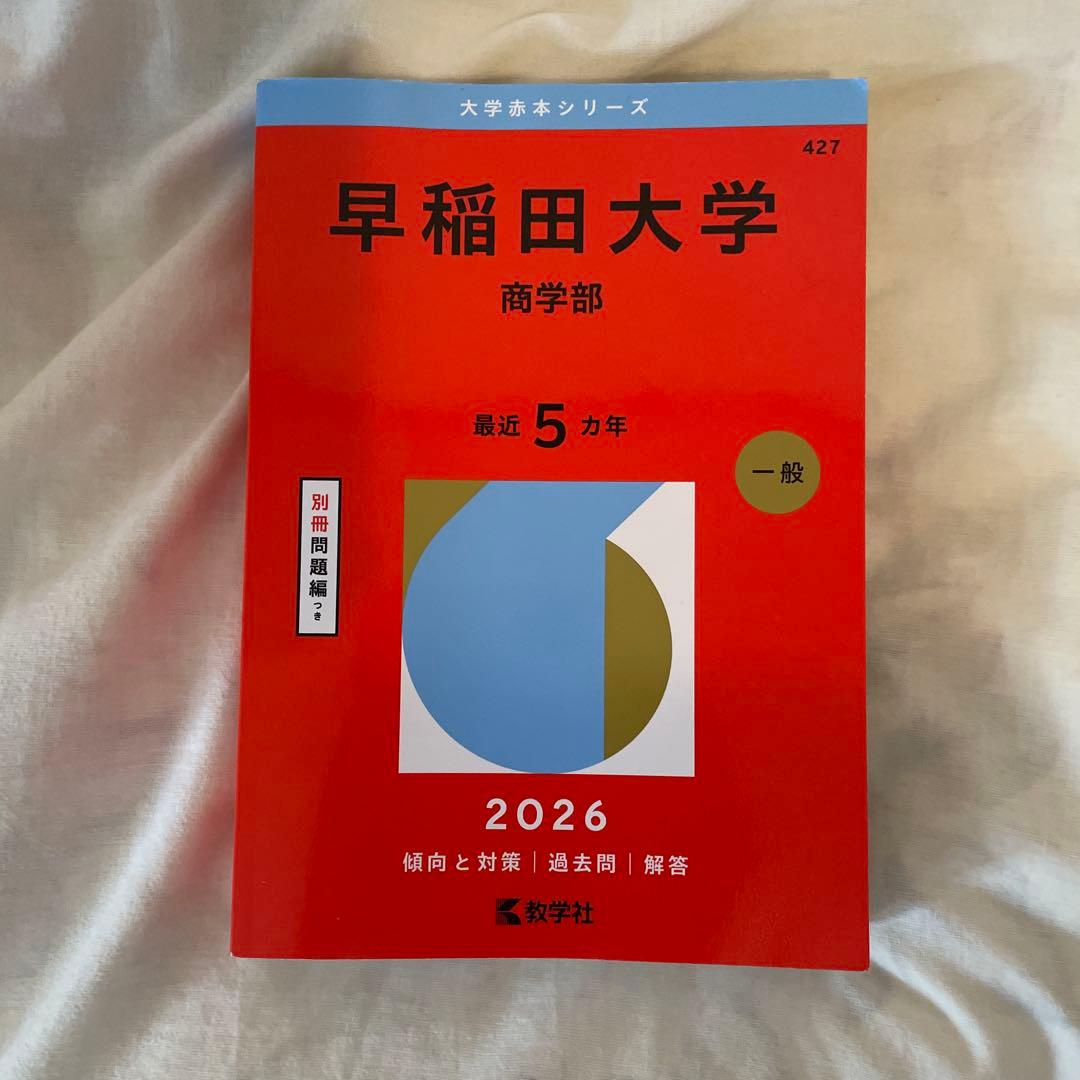 大学赤本シリーズ
427
早稲田大学
商学部
最近5カ年
一般
別冊問題編つき
2026
傾向と対策｜過去問｜解答
教学社